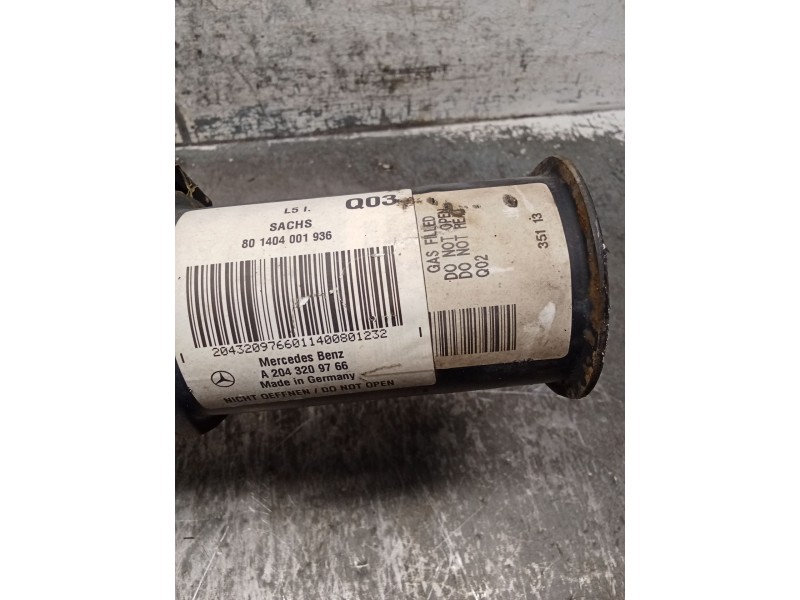 L5 I.
Q03
SACHS
80 1404 001 936
2043209766011400801232
Mercedes Benz
A 204 320 97 66
Made in Germany
NICHT OEFFNEN / DO NOT OPEN
GAS FILLED
DO NOT OPEN
DO NOT HEAT
Q02
351 13